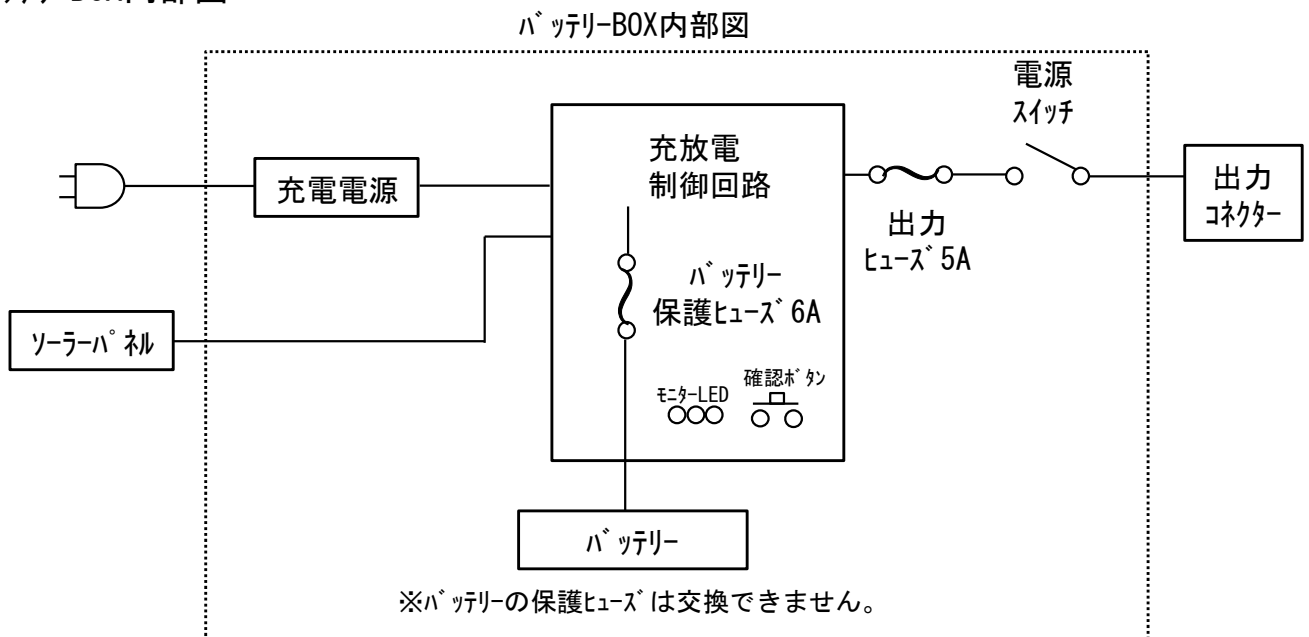 ﾊﾞｯﾃﾘｰBOX内部図
電源
ｽｲｯﾁ
充放電
制御回路
充電電源
出力
ｺﾈｸﾀｰ
出力
ﾋｭｰｽﾞ5A
ﾊﾞｯﾃﾘｰ
保護ﾋｭｰｽﾞ6A
ｿｰﾗｰﾊﾟﾈﾙ
ﾓﾆﾀｰLED
確認ﾎﾞﾀﾝ
ﾊﾞｯﾃﾘｰ
※ﾊﾞｯﾃﾘｰの保護ﾋｭｰｽﾞは交換できません。